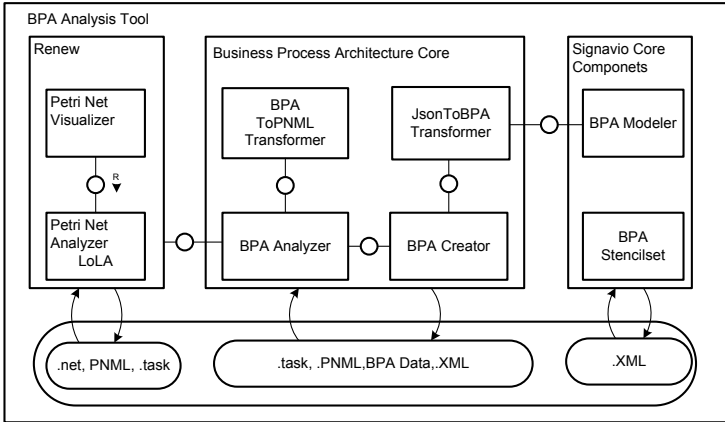 BPA Analysis Tool
Renew
Business Process Architecture Core
Signavio Core
Componets
Petri Net
Visualizer
BPA
ToPNML
Transformer
JsonToBPA
Transformer
BPA Modeler
R
Petri Net
Analyzer
LoLA
BPA Analyzer
BPA Creator
BPA
Stencilset
.net, PNML, .task
.task, .PNML,BPA Data,.XML
.XML